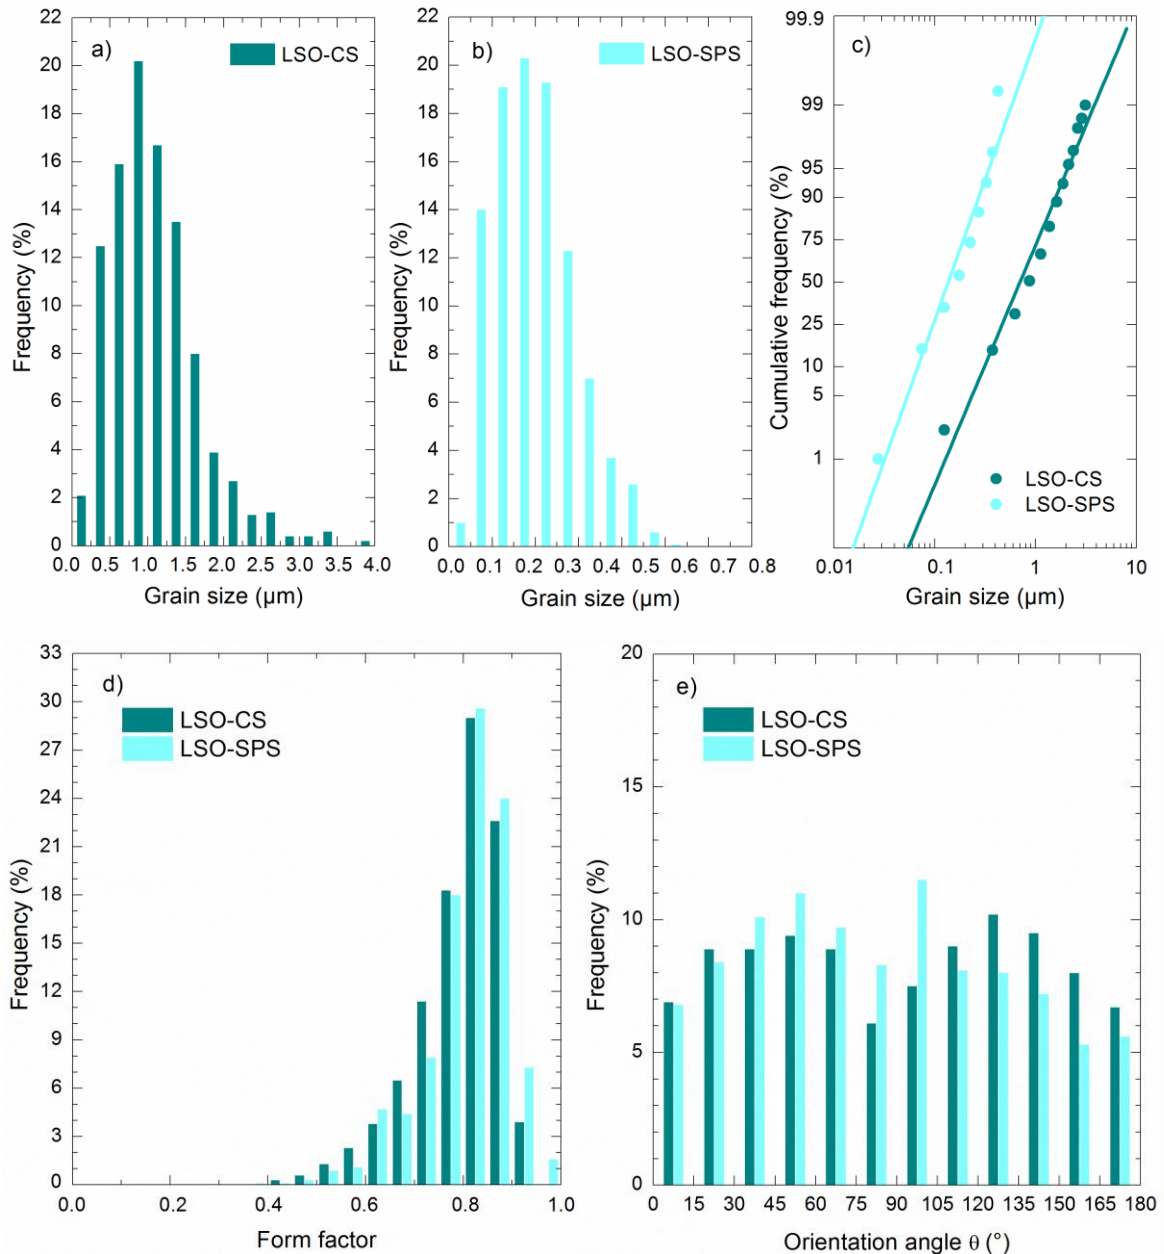 a)
LSO-CS
Frequency (%)
22
20
18
16
14
12
10
8
6
4
2
0
0.0 0.5 1.0 1.5 2.0 2.5 3.0 3.5 4.0
Grain size (µm)
b)
LSO-SPS
Frequency (%)
22
20
18
16
14
12
10
8
6
4
2
0
0.0 0.1 0.2 0.3 0.4 0.5 0.6 0.7 0.8
Grain size (µm)
c)
Cumulative frequency (%)
99.9
99
95
90
75
50
25
10
5
1
LSO-CS
LSO-SPS
0.01 0.1 1 10
Grain size (µm)
d)
LSO-CS
LSO-SPS
Frequency (%)
33
30
27
24
21
18
15
12
9
6
3
0
0.0 0.2 0.4 0.6 0.8 1.0
Form factor
e)
LSO-CS
LSO-SPS
Frequency (%)
20
15
10
5
0
0 15 30 45 60 75 90 105 120 135 150 165 180
Orientation angle θ (°)